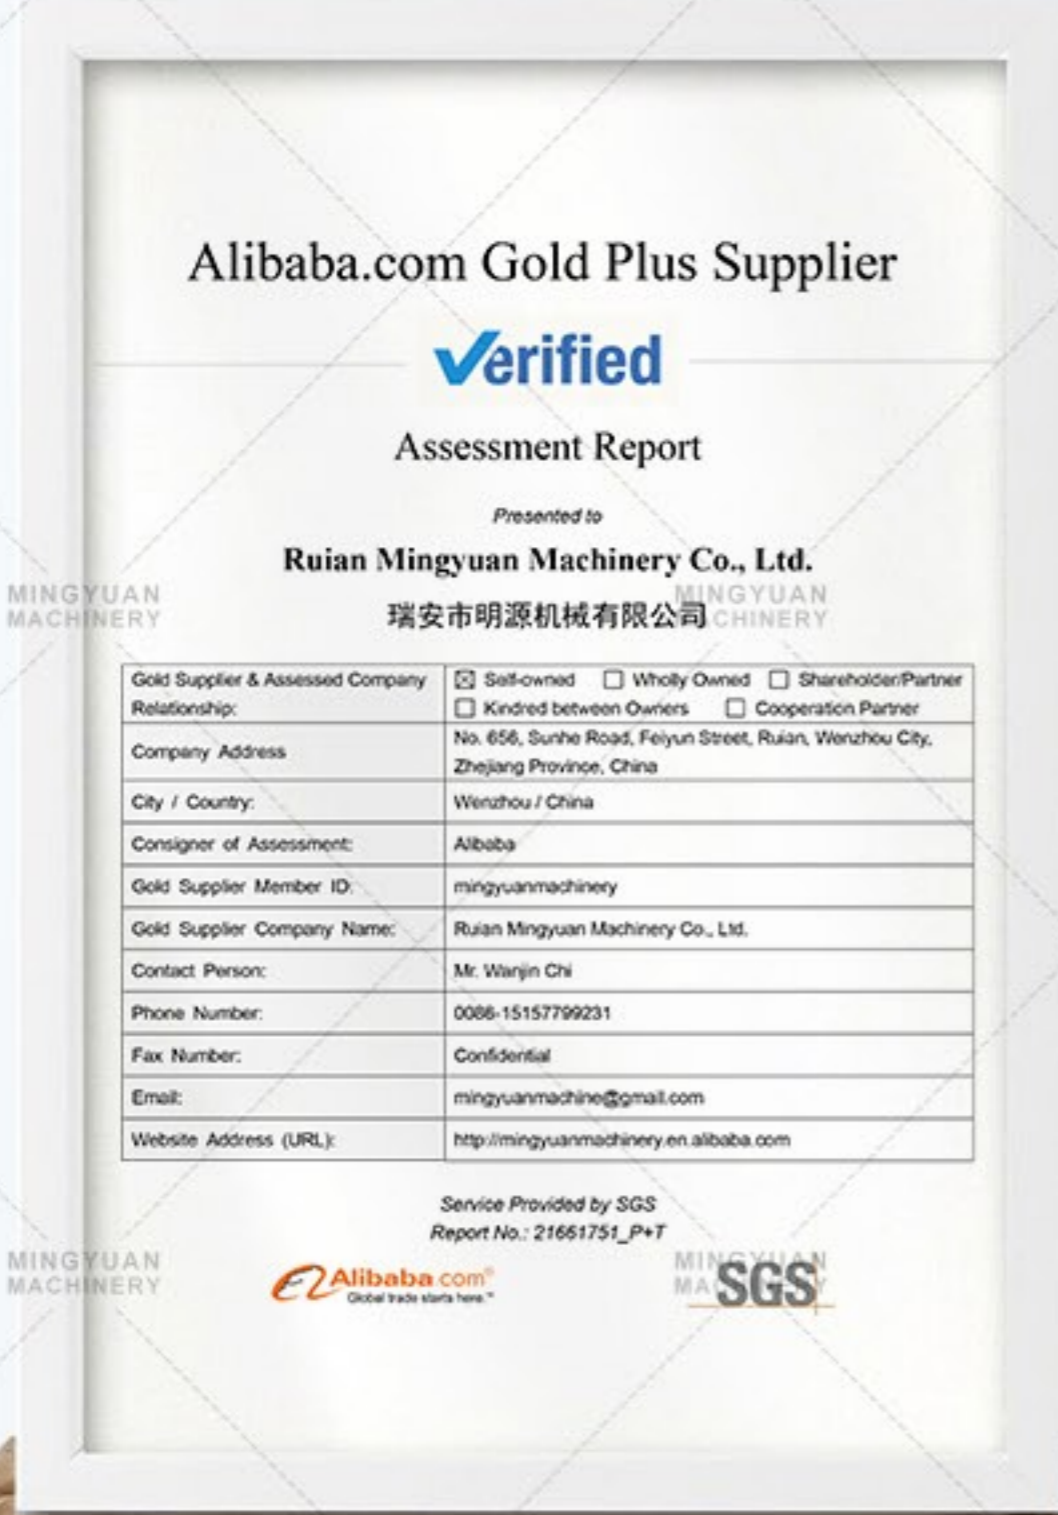 Alibaba.com Gold Plus Supplier
Verified
Assessment Report
Presented to
Ruian Mingyuan Machinery Co., Ltd.
瑞安市明源机械有限公司
MINGYUAN
MACHINERY
MINGYUAN
MACHINERY
Gold Supplier & Assessed Company
Relationship:
Self-owned Wholly Owned Shareholder/Partner
Kindred between Owners Cooperation Partner
Company Address
No. 656, Sunhe Road, Feiyun Street, Ruian, Wenzhou City,
Zhejiang Province, China
City / Country:
Wenzhou / China
Consigner of Assessment:
Alibaba
Gold Supplier Member ID:
mingyuanmachinery
Gold Supplier Company Name:
Ruian Mingyuan Machinery Co., Ltd.
Contact Person:
Mr. Wanjin Chi
Phone Number:
0086-15157799231
Fax Number:
Confidential
Email:
mingyuanmachine@gmail.com
Website Address (URL):
http://mingyuanmachinery.en.alibaba.com
Service Provided by SGS
Report No.: 21661751_P+T
MINGYUAN
MACHINERY
Alibaba.com®
Global trade starts here.™
MINGYUAN
MACHINERY
SGS